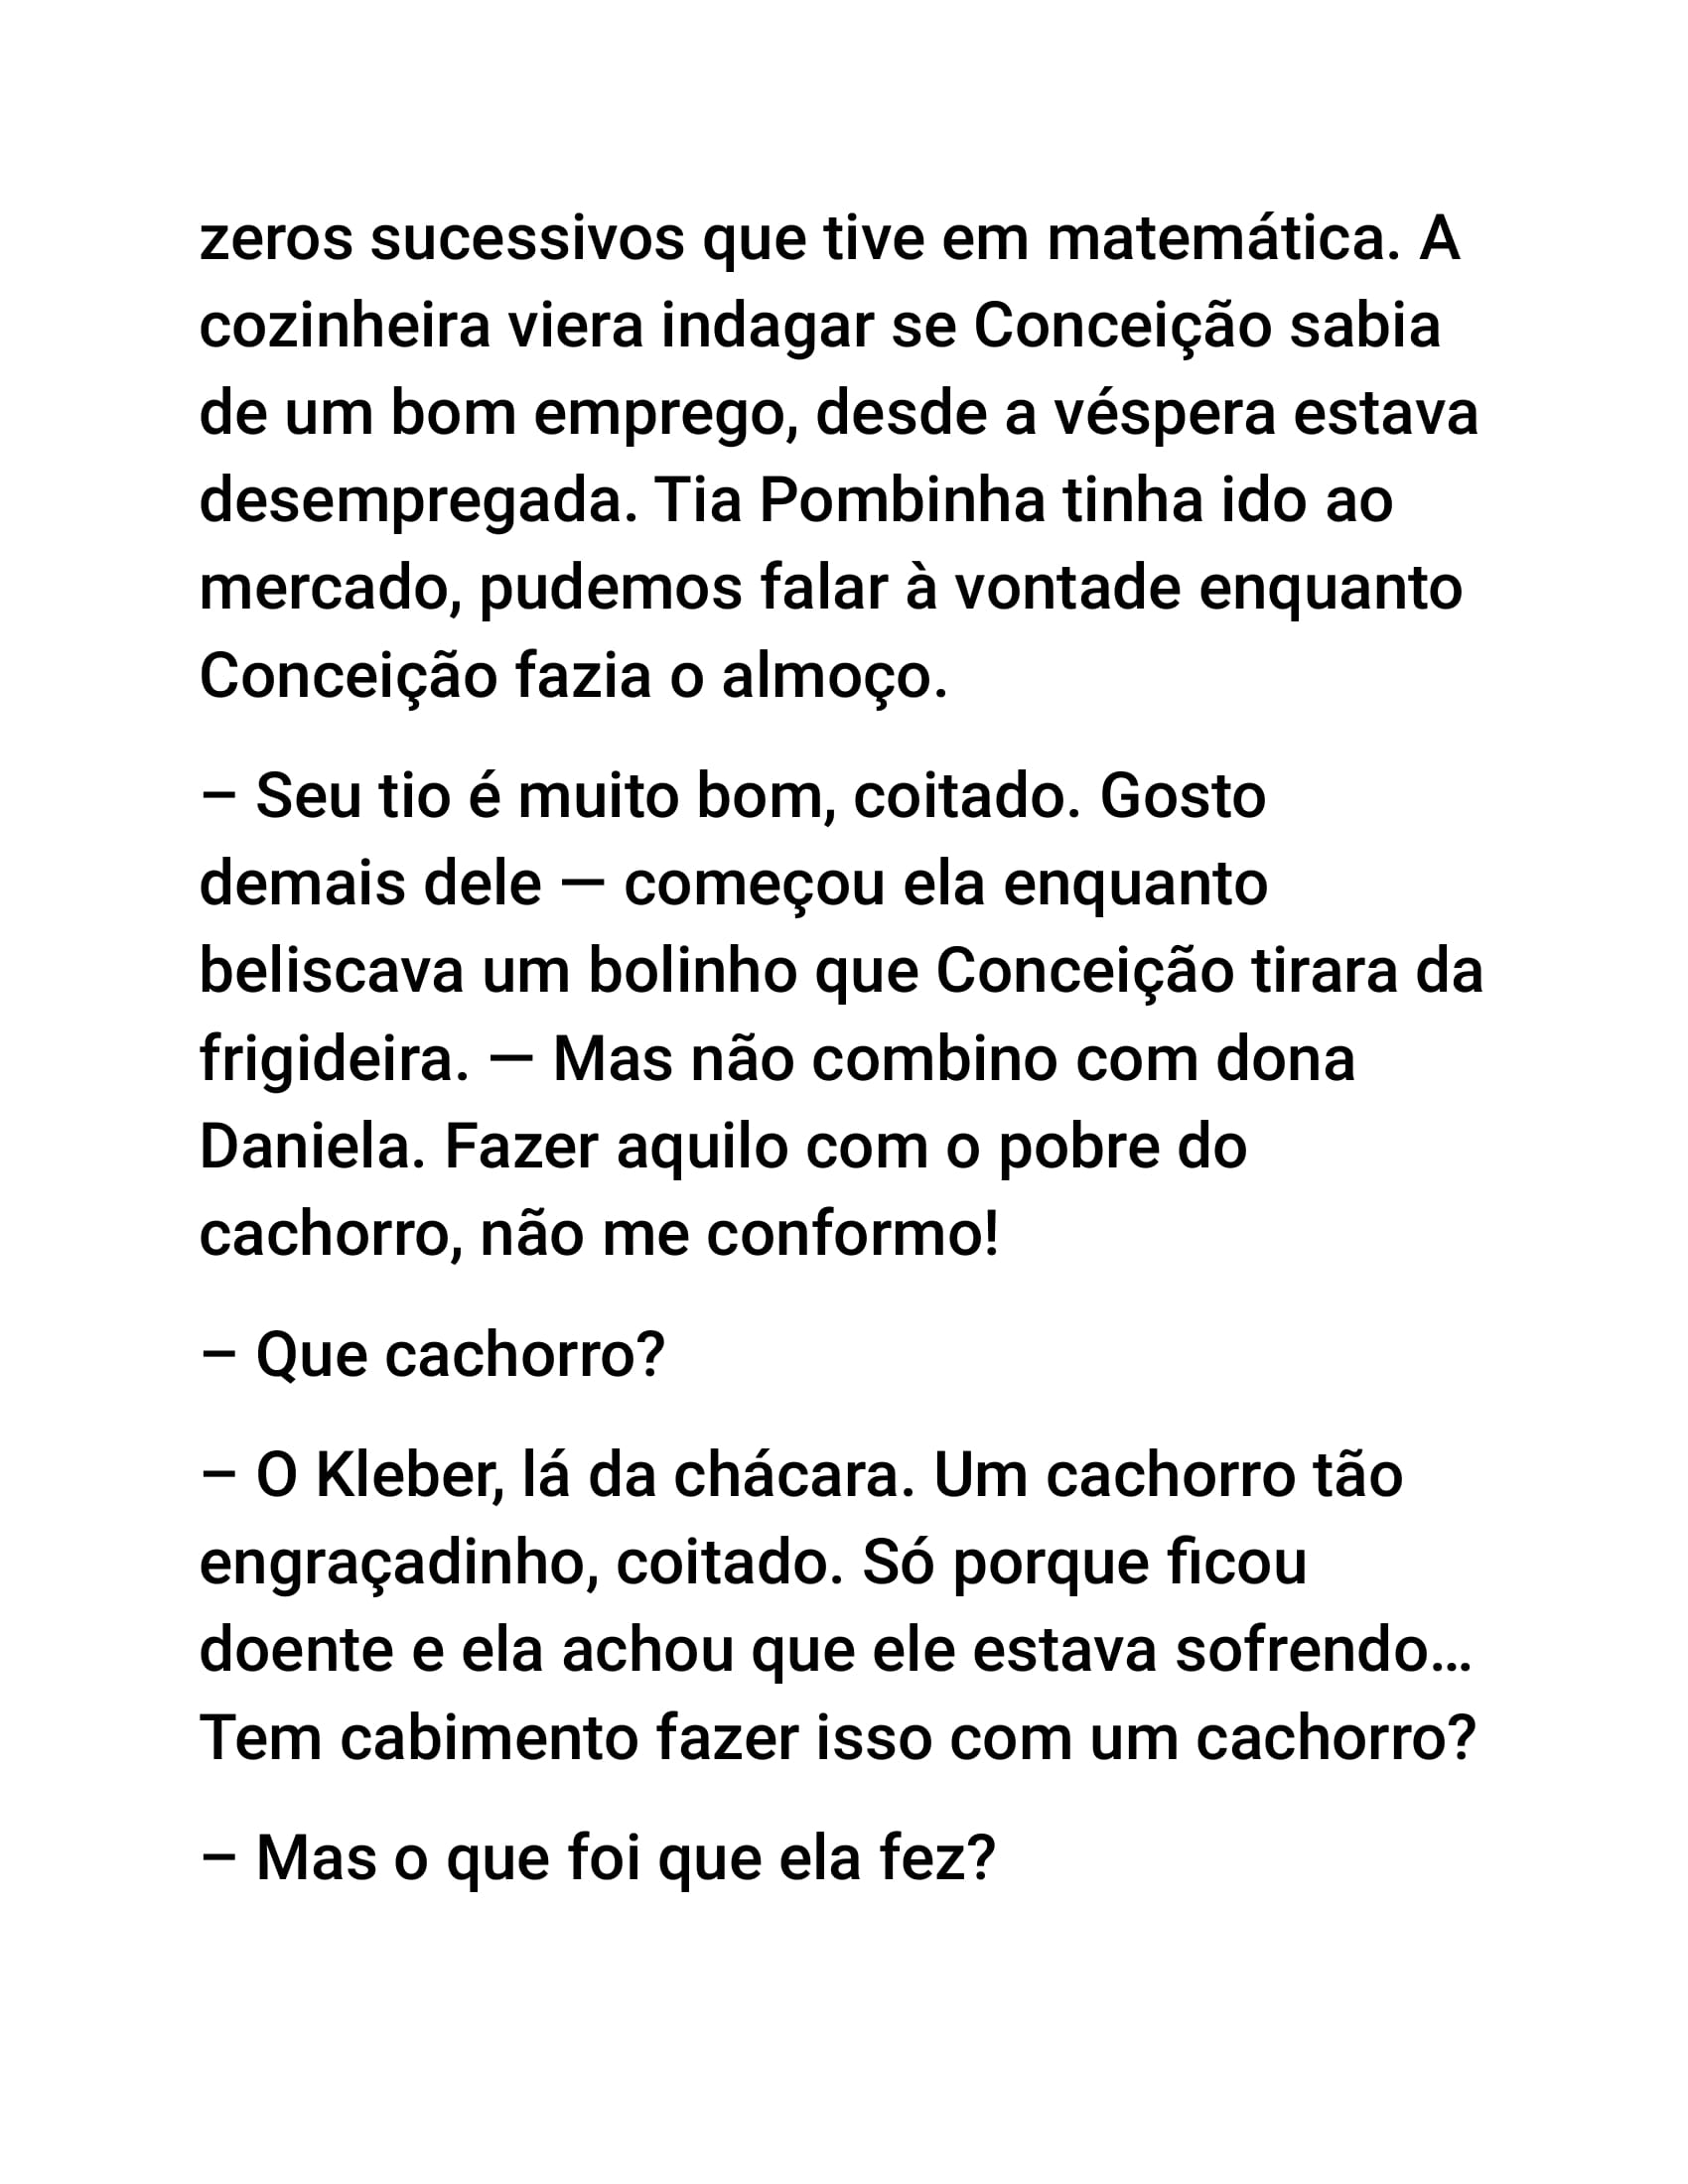 zeros sucessivos que tive em matemática. A
cozinheira viera indagar se Conceição sabia
de um bom emprego, desde a véspera estava
desempregada. Tia Pombinha tinha ido ao
mercado, pudemos falar à vontade enquanto
Conceição fazia o almoço.
– Seu tio é muito bom, coitado. Gosto
demais dele — começou ela enquanto
beliscava um bolinho que Conceição tirara da
frigideira. — Mas não combino com dona
Daniela. Fazer aquilo com o pobre do
cachorro, não me conformo!
– Que cachorro?
– O Kleber, lá da chácara. Um cachorro tão
engraçadinho, coitado. Só porque ficou
doente e ela achou que ele estava sofrendo…
Tem cabimento fazer isso com um cachorro?
– Mas o que foi que ela fez?